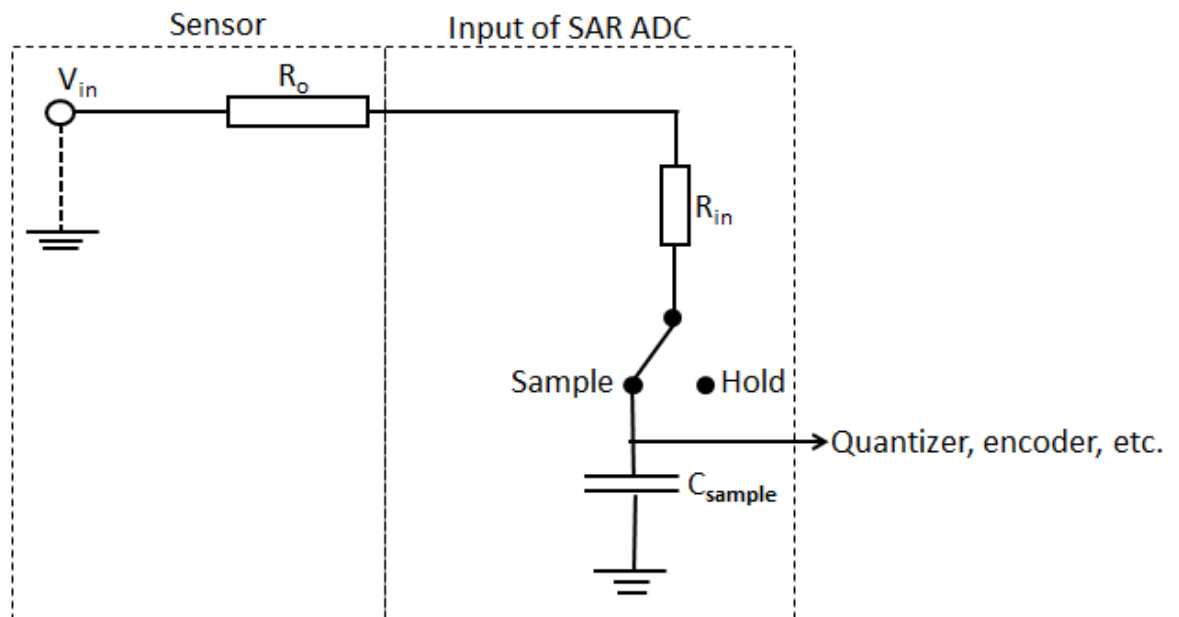 Sensor
Input of SAR ADC
Vin
Ro
Rin
Sample
Hold
Quantizer, encoder, etc.
Csample